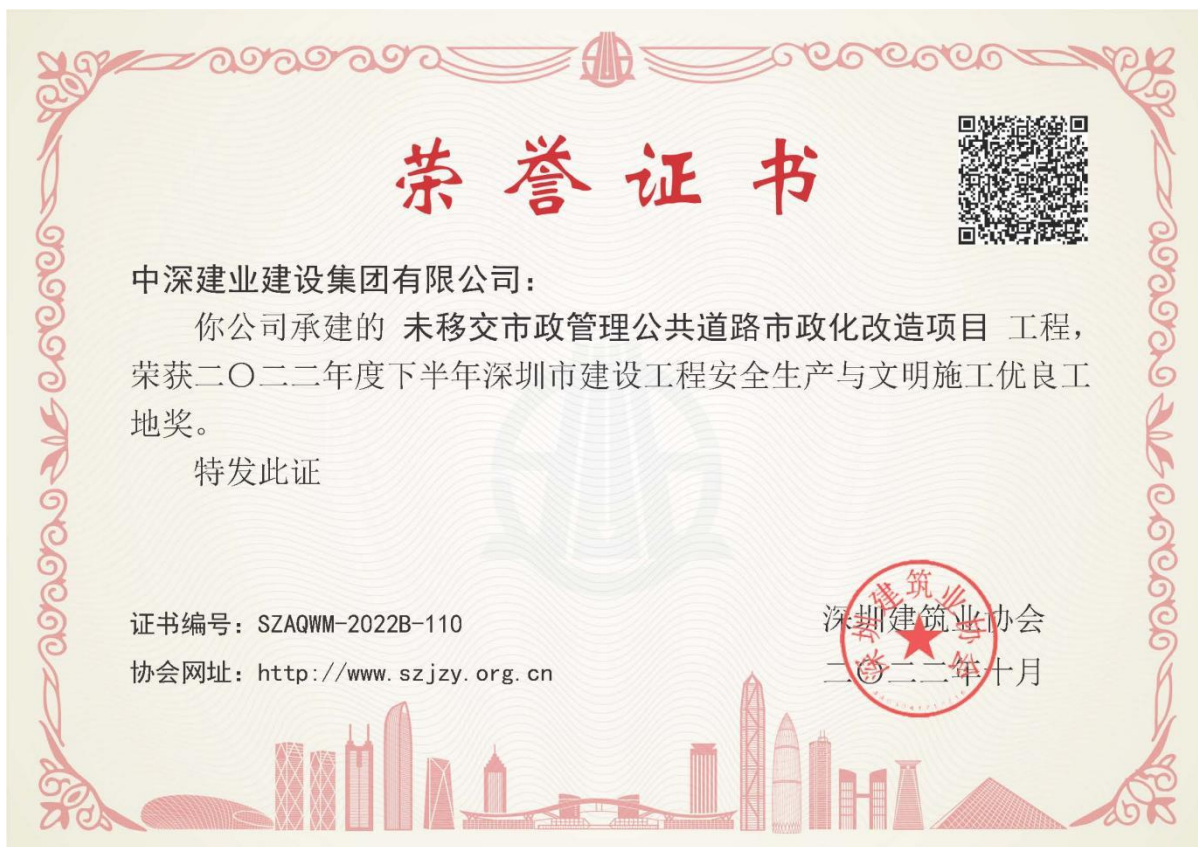 荣誉证书
中深建业建设集团有限公司：
你公司承建的 未移交市政管理公共道路市政化改造项目 工程，
荣获二〇二二年度下半年深圳市建设工程安全生产与文明施工优良工
地奖。
特发此证
证书编号：SZAQWM-2022B-110
深圳建筑业协会
协会网址：http://www.szjzy.org.cn
二〇二二年十月
深圳建筑业协会